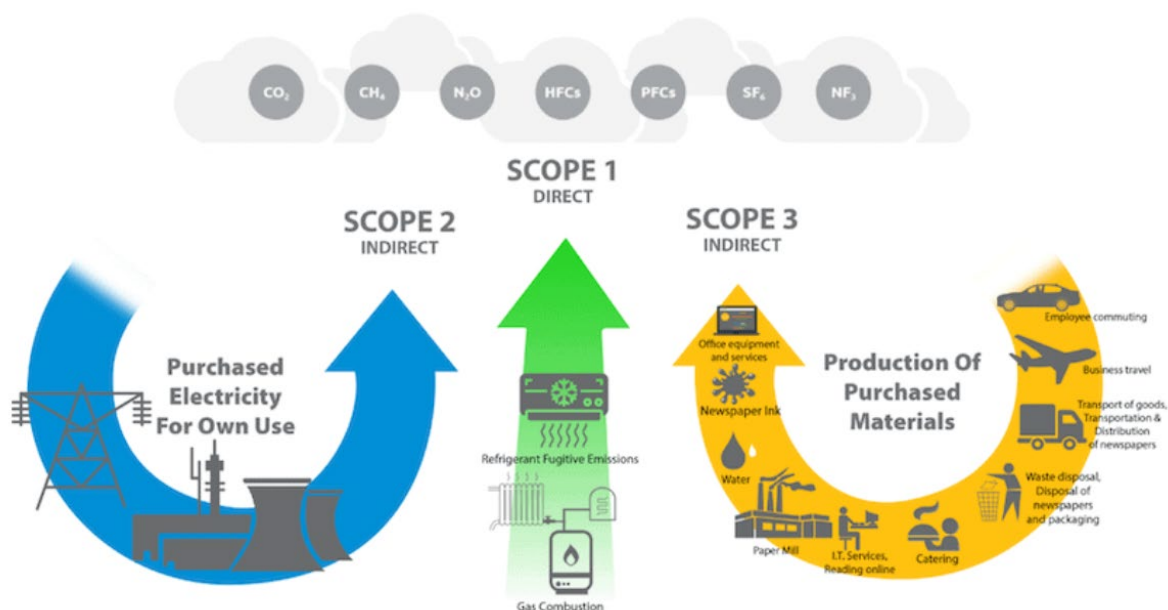 CO₂
CH₄
N₂O
HFCs
PFCs
SF₆
NF₃
SCOPE 1
DIRECT
SCOPE 2
INDIRECT
SCOPE 3
INDIRECT
Purchased
Electricity
For Own Use
Refrigerant Fugitive Emissions
Gas Combustion
Production Of
Purchased
Materials
Office equipment
and services
Newspaper Ink
Water
Paper Mill
I.T. Services,
Reading online
Catering
Waste disposal,
Disposal of
newspapers
and packaging
Transport of goods,
Transportation &
Distribution
of newspapers
Business travel
Employee commuting